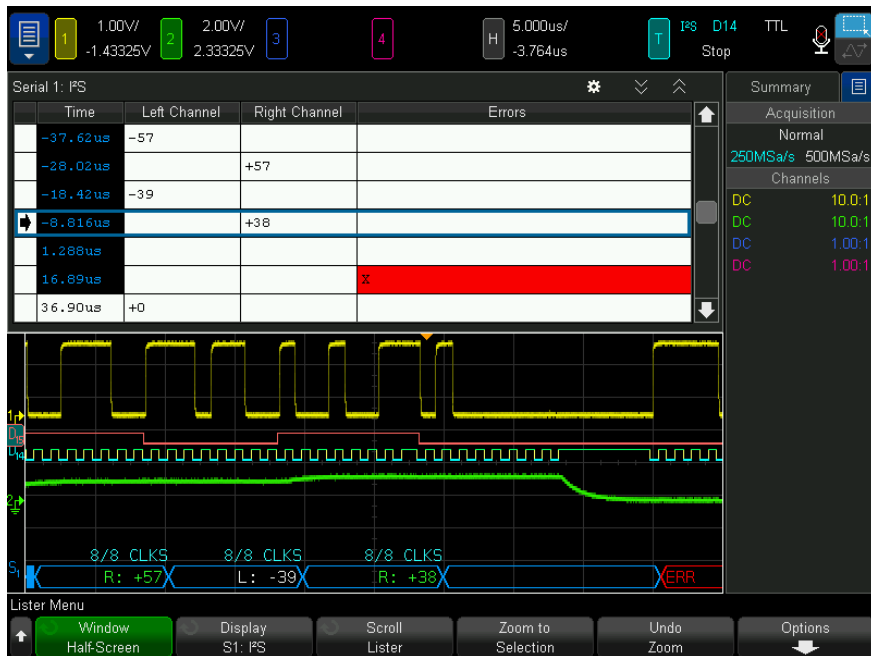 1 1.00V/ 2 2.00V/ 3 4 H 5.000us/ T I²S D14 TTL
-1.43325V 2.33325V -3.764us Stop
Serial 1: I²S
Time Left Channel Right Channel Errors
-37.62us -57
-28.02us +57
-18.42us -39
-8.816us +38
1.288us
16.89us X
36.90us +0
Summary
Acquisition
Normal
250MSa/s 500MSa/s
Channels
DC 10.0:1
DC 10.0:1
DC 1.00:1
DC 1.00:1
1
D15
D14
2
8/8 CLKS 8/8 CLKS 8/8 CLKS
S1 R: +57 L: -39 R: +38 ERR
Lister Menu
Window Display Scroll Zoom to Undo Options
Half-Screen S1: I²S Lister Selection Zoom